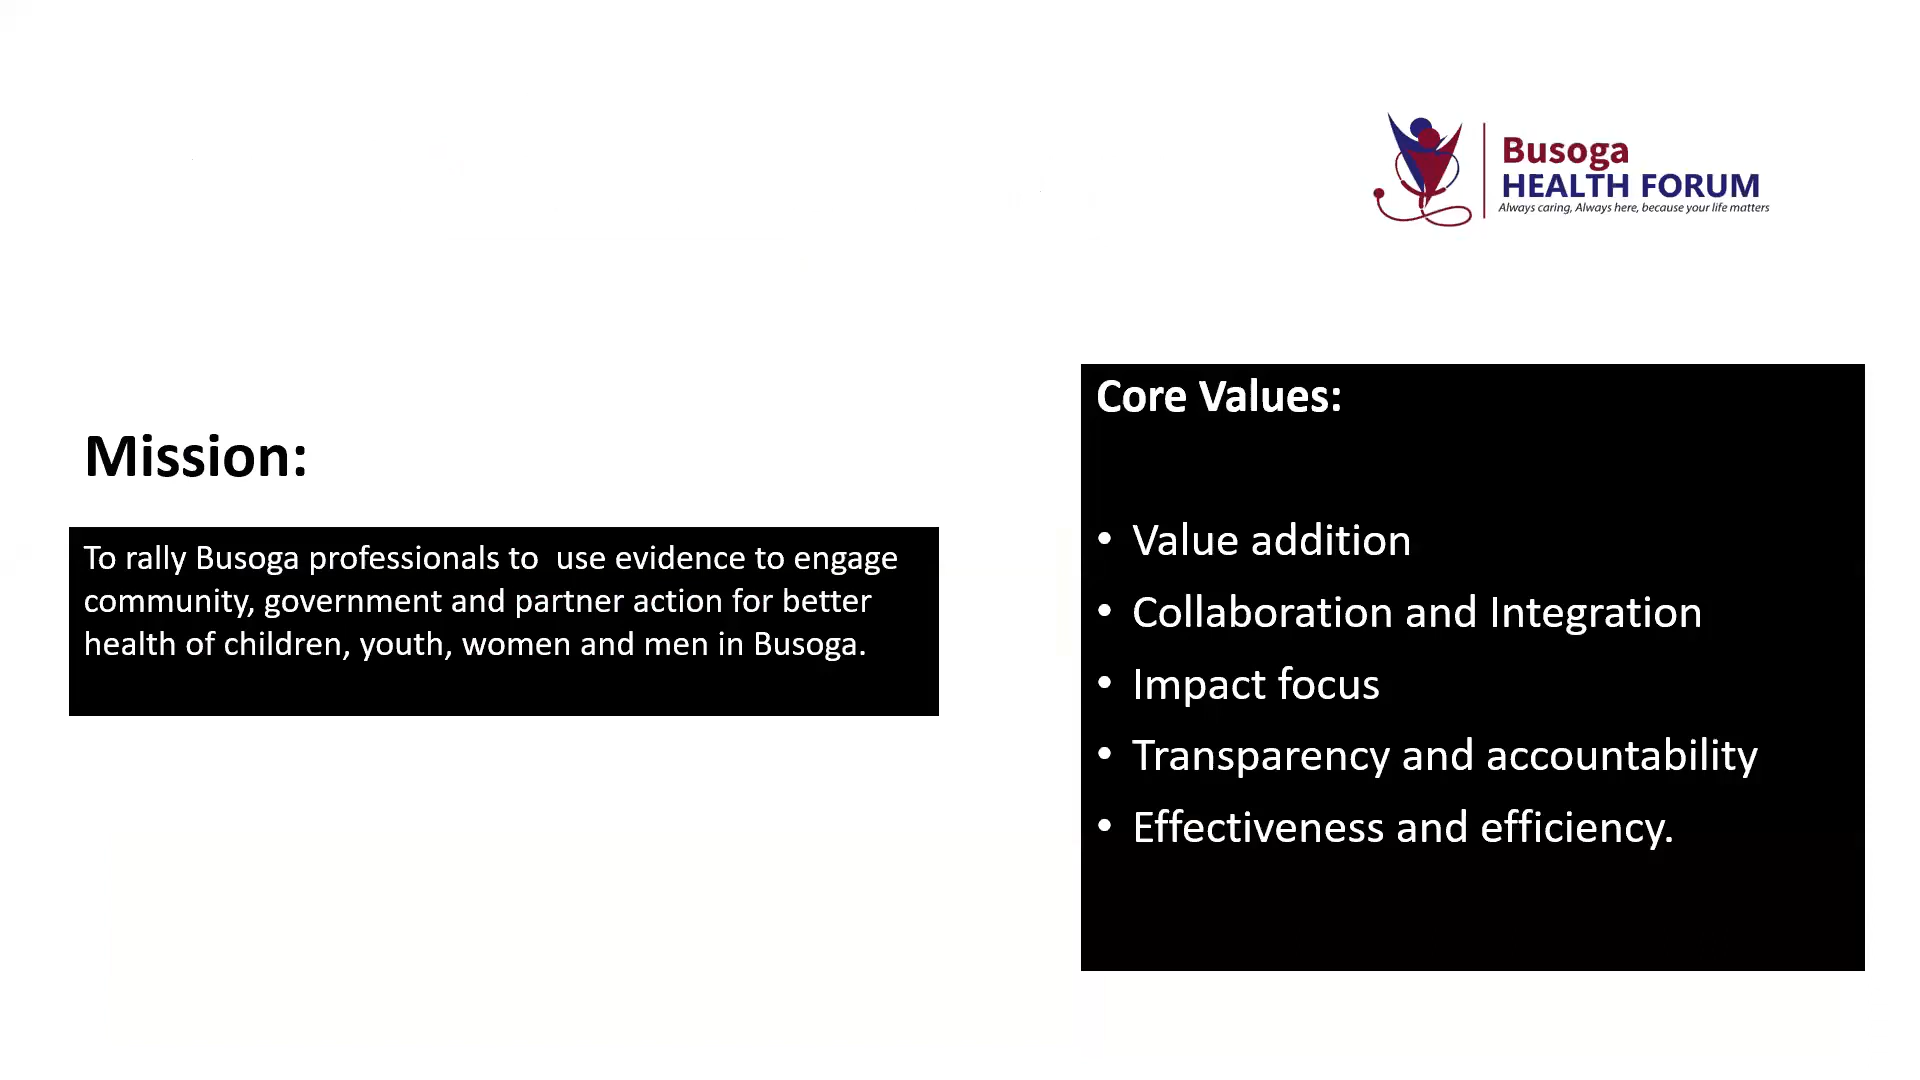 Busoga
HEALTH FORUM
Always caring, Always here, because your life matters
Mission:
To rally Busoga professionals to  use evidence to engage
community, government and partner action for better
health of children, youth, women and men in Busoga.
Core Values:
• Value addition
• Collaboration and Integration
• Impact focus
• Transparency and accountability
• Effectiveness and efficiency.